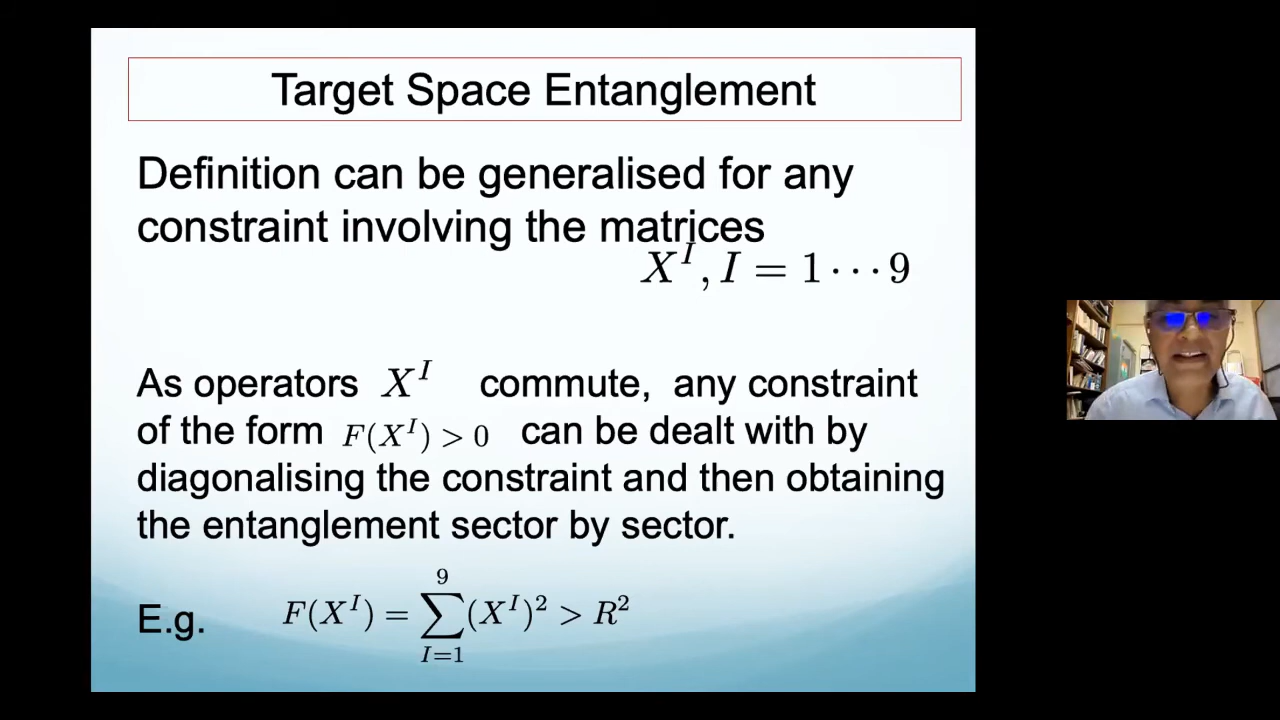 Target Space Entanglement
Definition can be generalised for any
constraint involving the matrices
X^I, I = 1 ⋯ 9
As operators X^I commute, any constraint
of the form F(X^I) > 0 can be dealt with by
diagonalising the constraint and then obtaining
the entanglement sector by sector.
E.g. F(X^I) = ∑_{I=1}^{9} (X^I)^2 > R^2